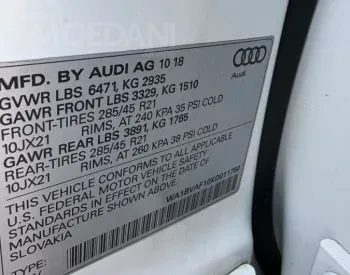 MFD. BY AUDI AG 10 18
GVWR LBS 6471, KG 2935
GAWR FRONT LBS 3329, KG 1510
FRONT-TIRES 285/45 R21
10JX21 RIMS, AT 240 KPA 35 PSI COLD
GAWR REAR LBS 3891, KG 1765
REAR-TIRES 285/45 R21
10JX21 RIMS, AT 260 KPA 38 PSI COLD
THIS VEHICLE CONFORMS TO ALL APPLICABLE
U.S. FEDERAL MOTOR VEHICLE SAFETY
STANDARDS IN EFFECT ON THE DATE OF
MANUFACTURE SHOWN ABOVE.
SLOVAKIA
Audi